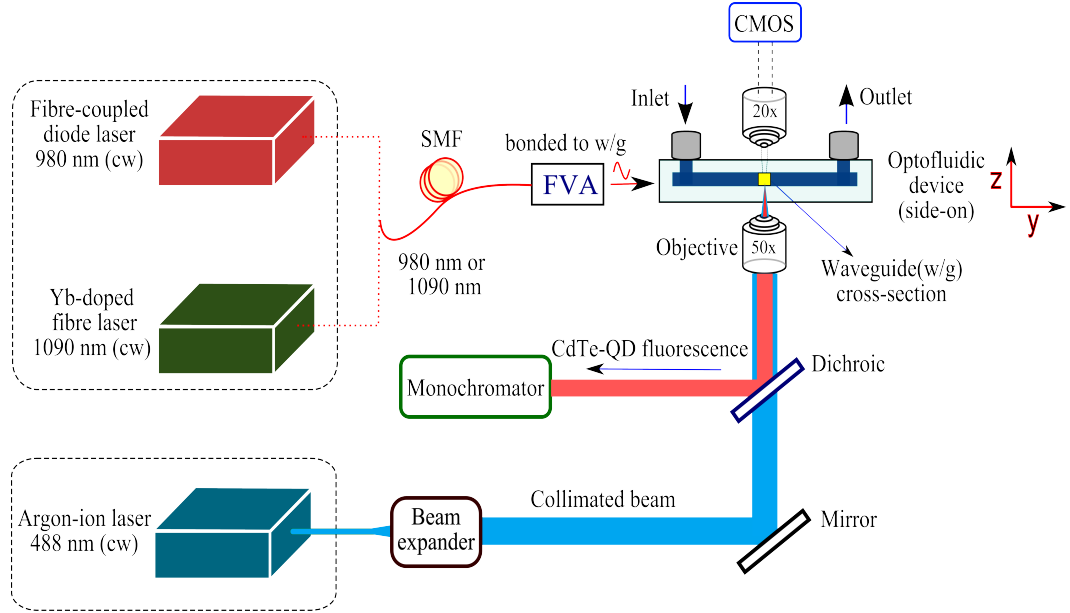 CMOS
Fibre-coupled
diode laser
980 nm (cw)
Inlet
20x
Outlet
SMF
bonded to w/g
FVA
Optofluidic
device
(side-on)
z
y
Objective
50x
980 nm or
1090 nm
Waveguide(w/g)
cross-section
Yb-doped
fibre laser
1090 nm (cw)
CdTe-QD fluorescence
Dichroic
Monochromator
Argon-ion laser
488 nm (cw)
Beam
expander
Collimated beam
Mirror